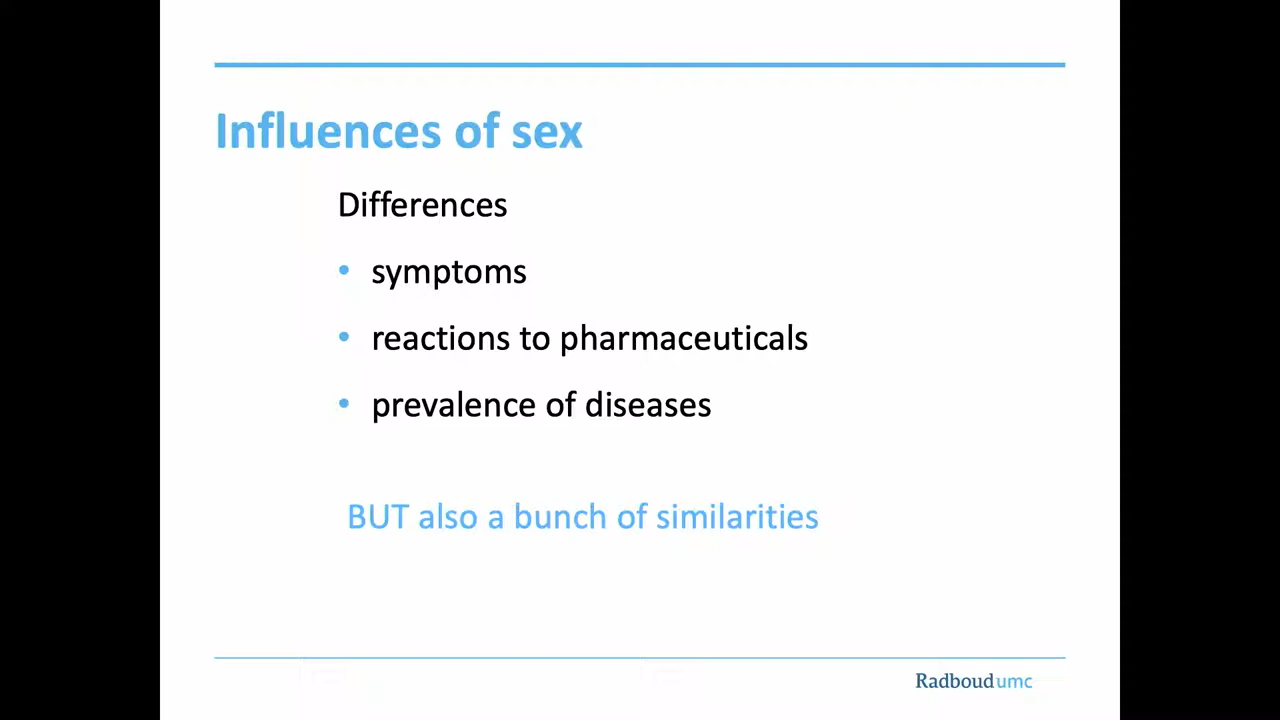 Influences of sex
Differences
• symptoms
• reactions to pharmaceuticals
• prevalence of diseases
BUT also a bunch of similarities
Radboudumc